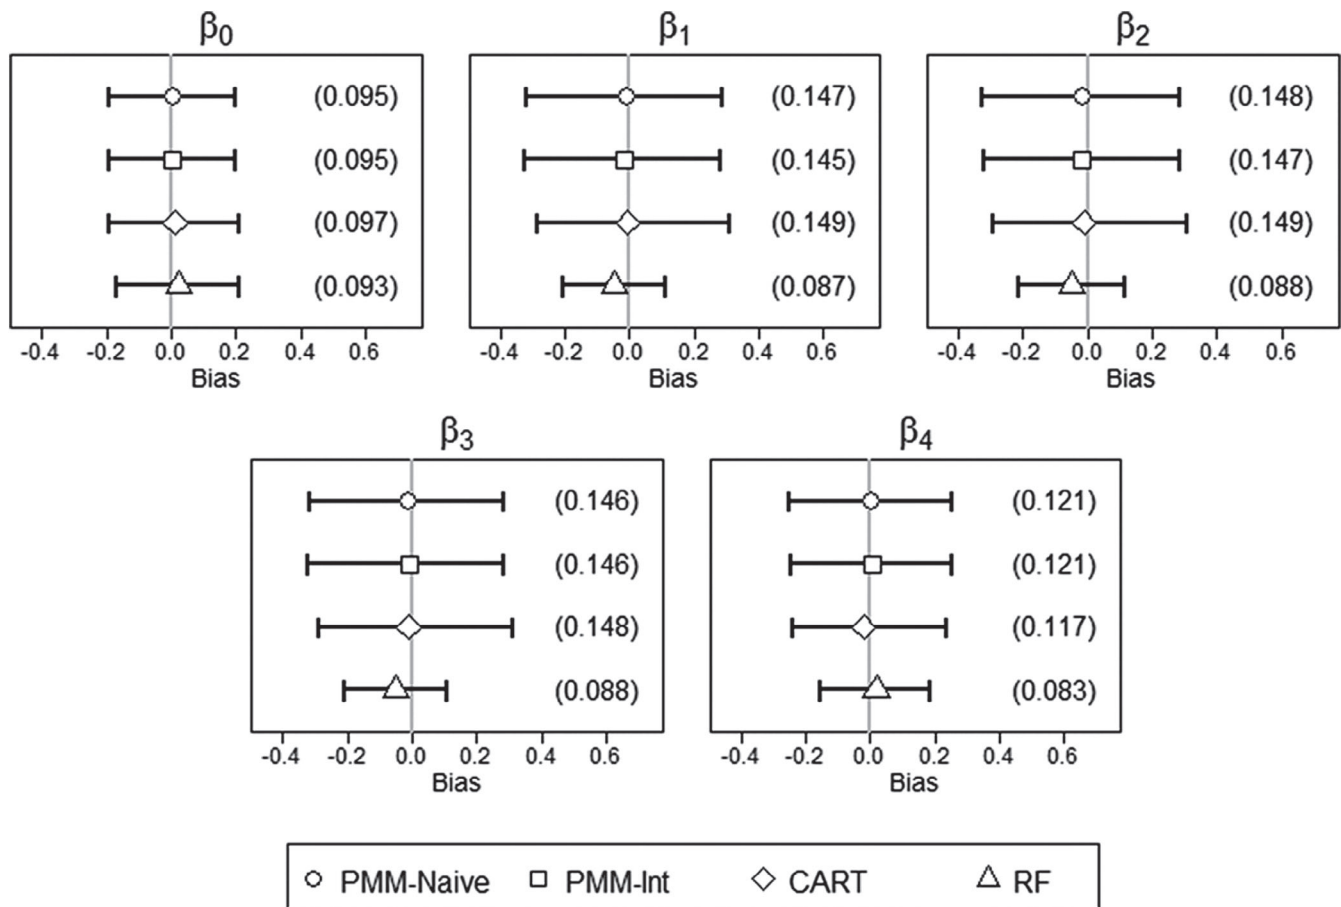 β0 β1 β2
(0.095) (0.147) (0.148)
(0.095) (0.145) (0.147)
(0.097) (0.149) (0.149)
(0.093) (0.087) (0.088)
-0.4 -0.2 0.0 0.2 0.4 0.6 -0.4 -0.2 0.0 0.2 0.4 0.6 -0.4 -0.2 0.0 0.2 0.4 0.6
Bias Bias Bias
β3 β4
(0.146) (0.121)
(0.146) (0.121)
(0.148) (0.117)
(0.088) (0.083)
-0.4 -0.2 0.0 0.2 0.4 0.6 -0.4 -0.2 0.0 0.2 0.4 0.6
Bias Bias
PMM-Naive PMM-Int CART RF